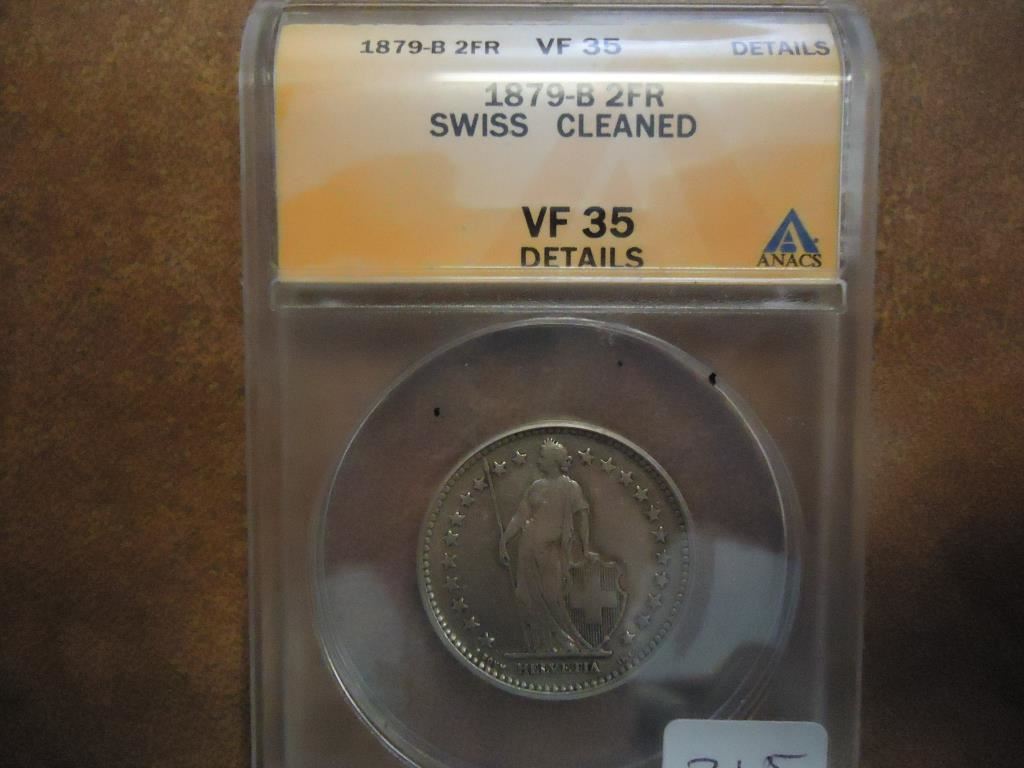 1879-B 2FR VF 35 DETAILS
1879-B 2FR
SWISS CLEANED
VF 35
DETAILS
ANACS
HELVETIA